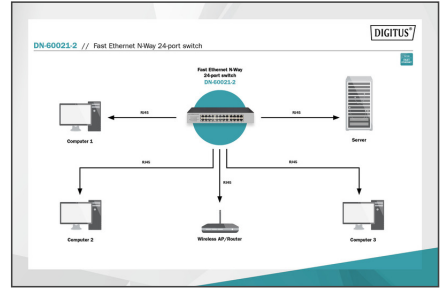 DIGITUS®
DN-60021-2 // Fast Ethernet N-Way 24-port switch
Fast Ethernet N-Way
24-port switch
DN-60021-2
RJ45
RJ45
Computer 1
Server
RJ45
RJ45
RJ45
Computer 2
Wireless AP/Router
Computer 3